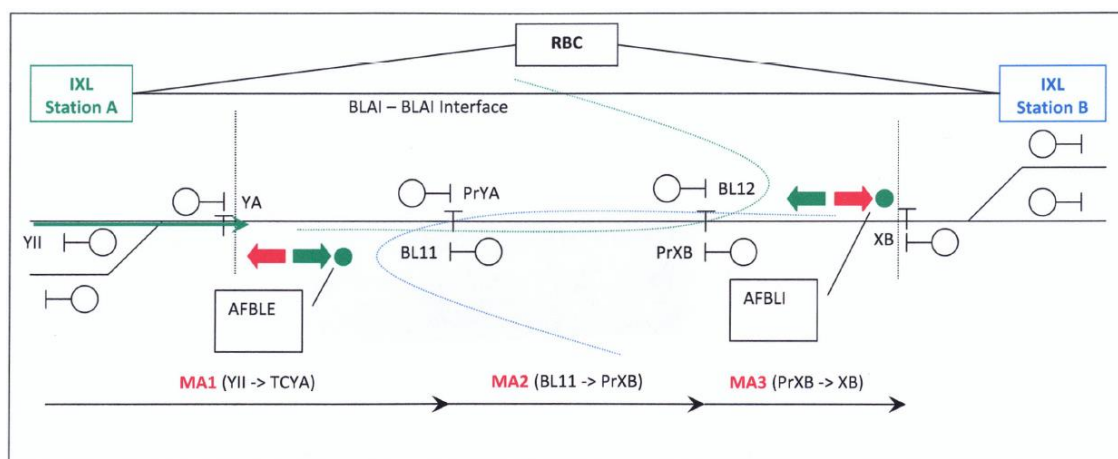 RBC
IXL
Station A
IXL
Station B
BLAI – BLAI Interface
YA
PrYA
BL12
YII
BL11
PrXB
XB
AFBLE
AFBLI
MA1 (YII -> TCYA)
MA2 (BL11 -> PrXB)
MA3 (PrXB -> XB)